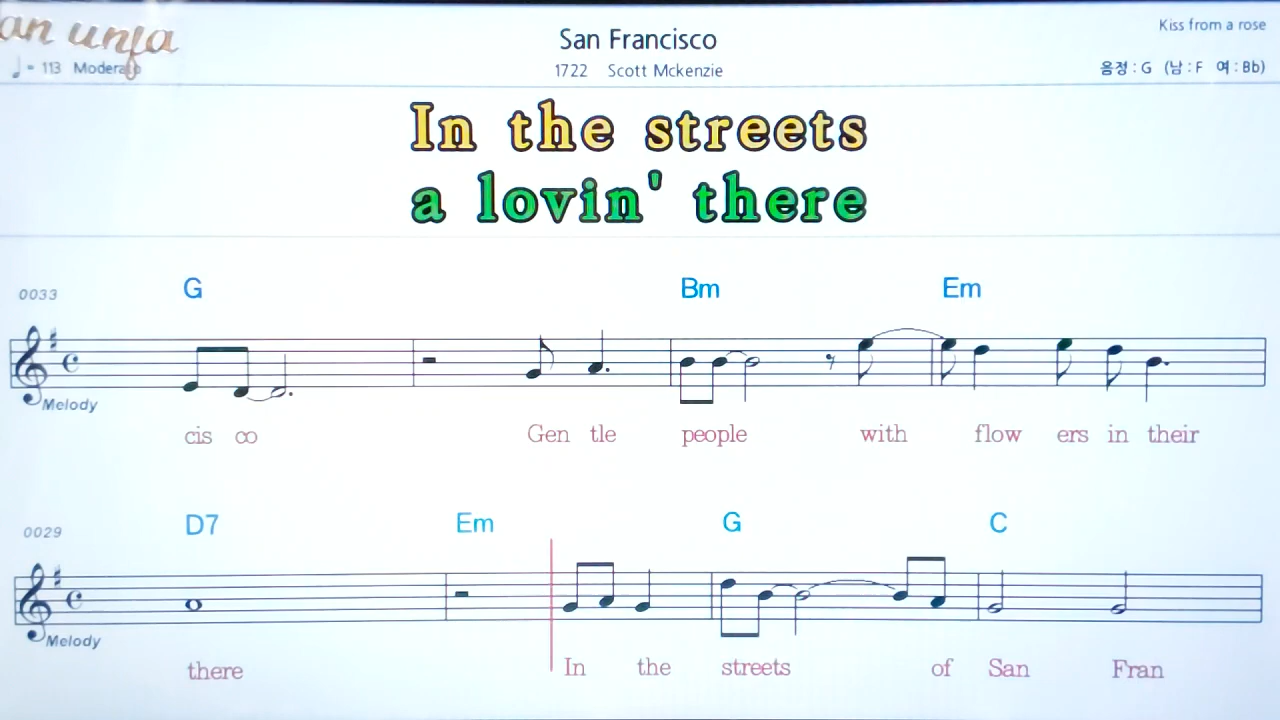 an unja
San Francisco
Kiss from a rose
♩ = 113 Moderato
1722 Scott Mckenzie
음정 : G (남 : F 여 : Bb)
In the streets
a lovin' there
0033 G Bm Em
Melody
cis co Gen tle people with flow ers in their
0029 D7 Em G C
Melody
there In the streets of San Fran